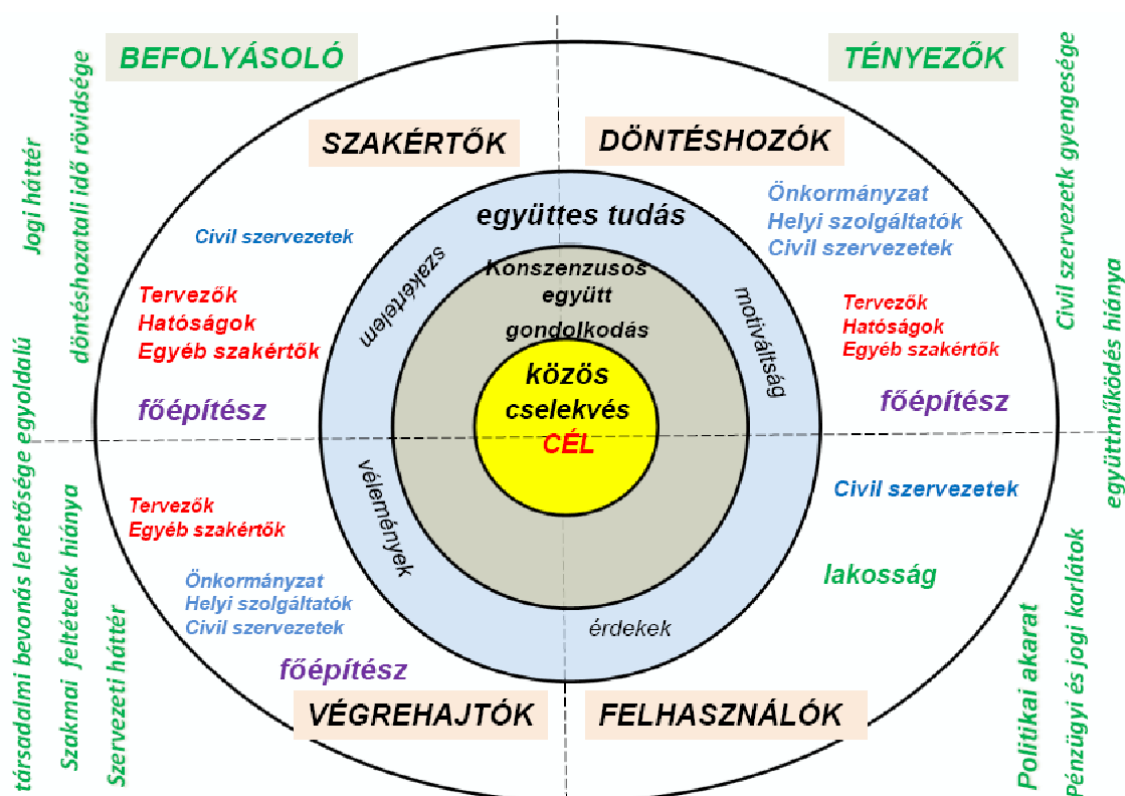 BEFOLYÁSOLÓ
TÉNYEZŐK
Jogi háttér
döntéshozatali idő rövidsége
SZAKÉRTŐK
DÖNTÉSHOZÓK
Civil szervezetk gyengesége
együttműködés hiánya
Civil szervezetek
Tervezők
Hatóságok
Egyéb szakértők
főépítész
Önkormányzat
Helyi szolgáltatók
Civil szervezetek
Tervezők
Hatóságok
Egyéb szakértők
főépítész
együttes tudás
szakértelem
motiváltság
Konszenzusos
együtt
gondolkodás
közös
cselekvés
CÉL
vélemények
érdekek
társadalmi bevonás lehetősége egyoldalú
Szakmai feltételek hiánya
Szervezeti háttér
Tervezők
Egyéb szakértők
Önkormányzat
Helyi szolgáltatók
Civil szervezetek
főépítész
VÉGREHAJTÓK
Civil szervezetek
lakosság
FELHASZNÁLÓK
Politikai akarat
Pénzügyi és jogi korlátok